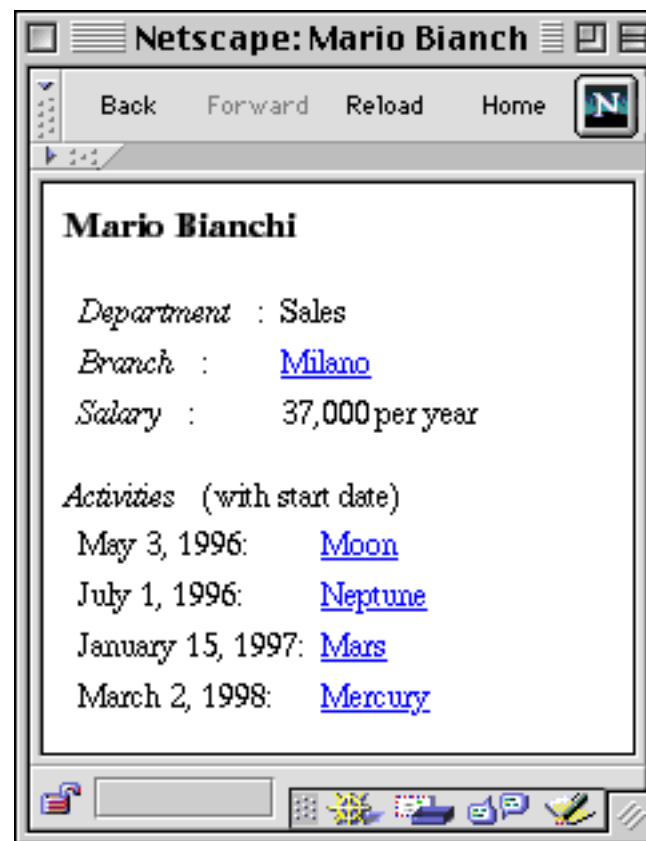 Netscape: Mario Bianch
Back Forward Reload Home N
Mario Bianchi
Department : Sales
Branch : Milano
Salary : 37,000 per year
Activities (with start date)
May 3, 1996: Moon
July 1, 1996: Neptune
January 15, 1997: Mars
March 2, 1998: Mercury